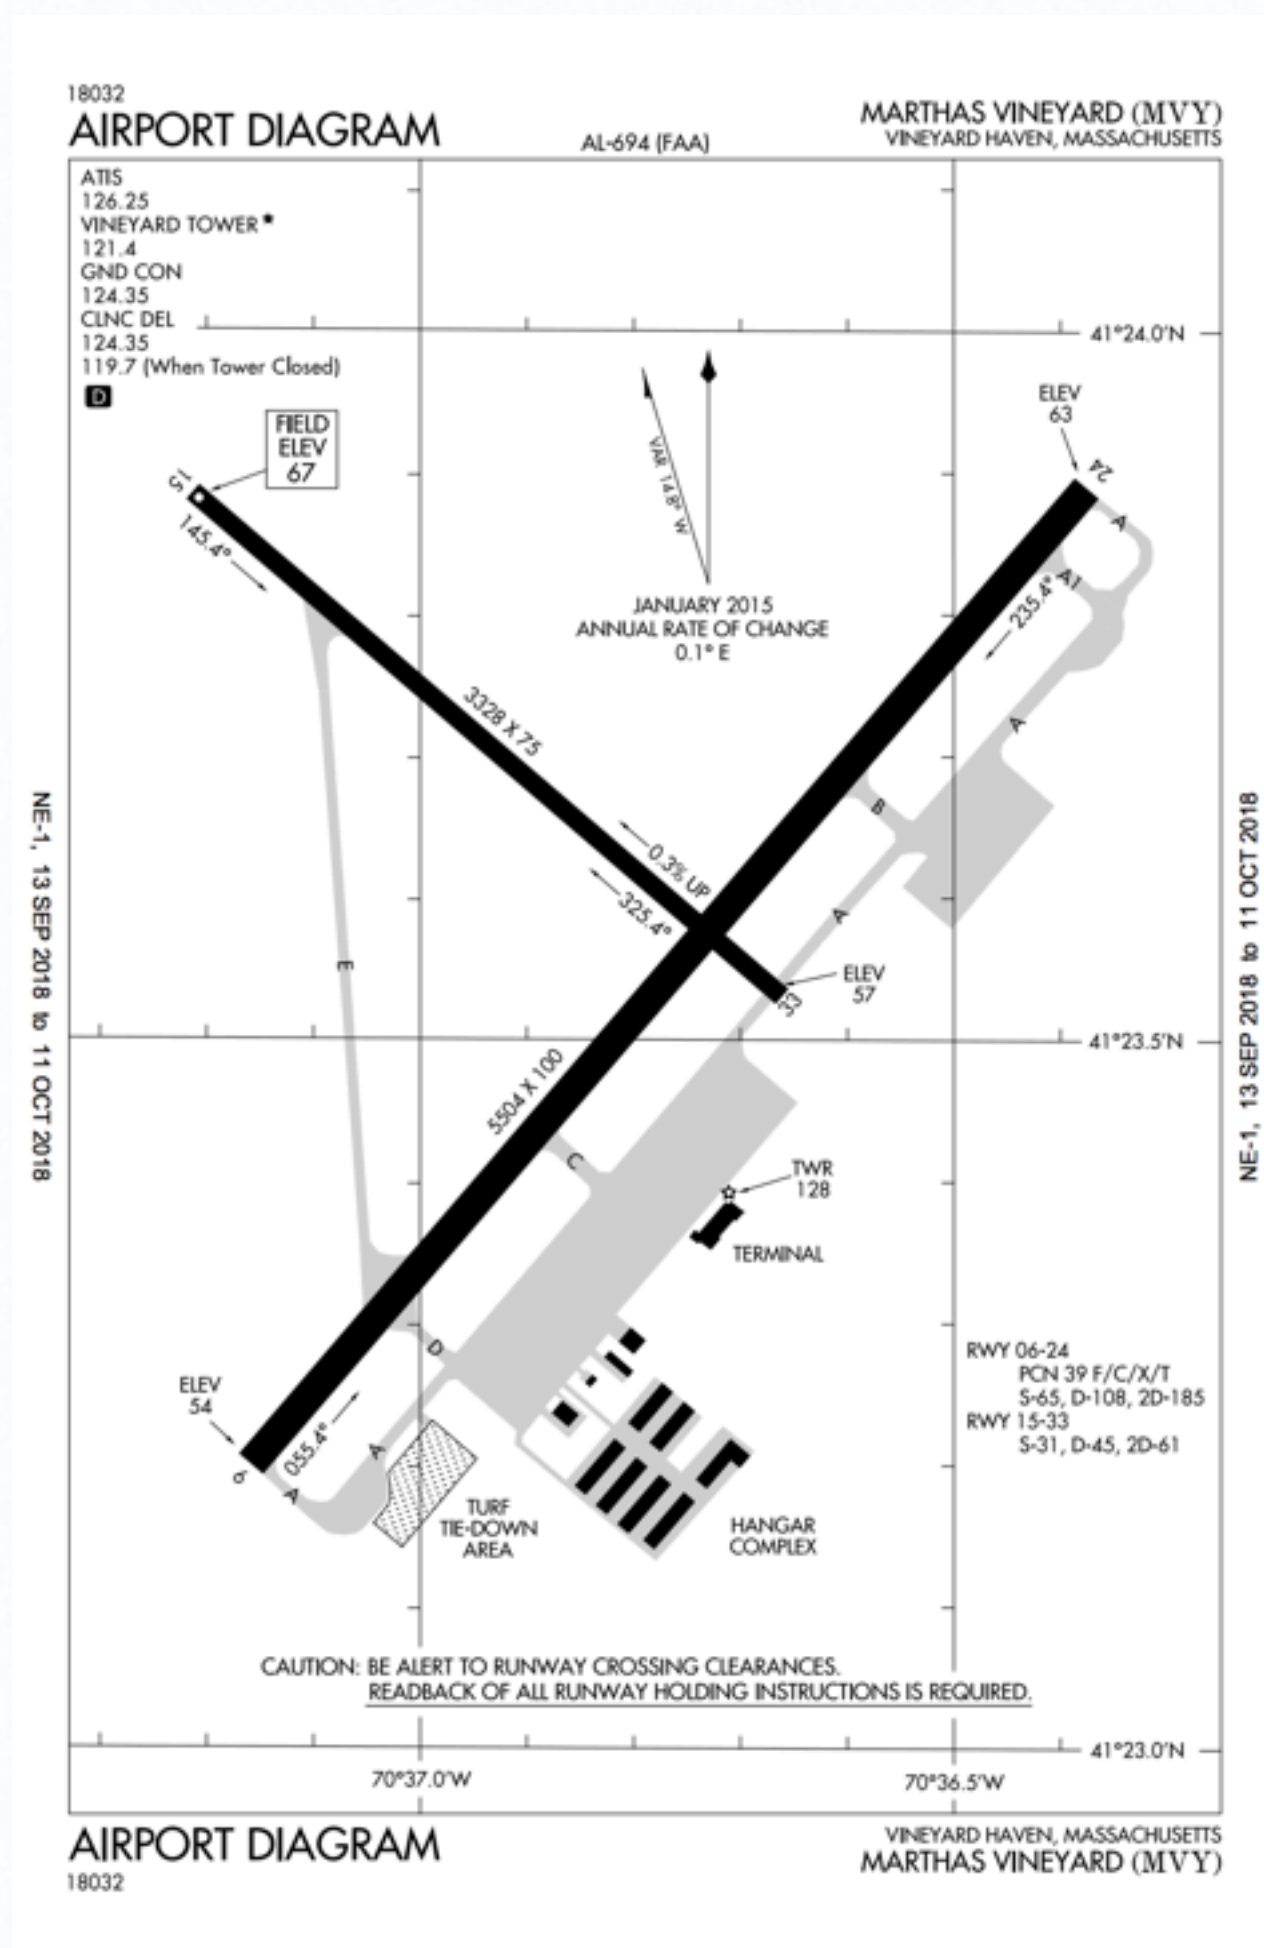 18032
AIRPORT DIAGRAM
AL-694 (FAA)
MARTHAS VINEYARD (MVY)
VINEYARD HAVEN, MASSACHUSETTS
ATIS
126.25
VINEYARD TOWER*
121.4
GND CON
124.35
CLNC DEL
124.35
119.7 (When Tower Closed)
D
41°24.0'N
FIELD
ELEV
67
ELEV
63
VAR 14.8° W
15
24
145.4°
A
A1
235.4°
JANUARY 2015
ANNUAL RATE OF CHANGE
0.1° E
3328 X 75
A
B
0.3% UP
325.4°
A
E
ELEV
57
33
41°23.5'N
5504 X 100
C
TWR
128
TERMINAL
D
RWY 06-24
PCN 39 F/C/X/T
S-65, D-108, 2D-185
RWY 15-33
S-31, D-45, 2D-61
ELEV
54
055.4°
A
6
A
TURF
TIE-DOWN
AREA
HANGAR
COMPLEX
CAUTION: BE ALERT TO RUNWAY CROSSING CLEARANCES.
READBACK OF ALL RUNWAY HOLDING INSTRUCTIONS IS REQUIRED.
41°23.0'N
70°37.0'W
70°36.5'W
NE-1, 13 SEP 2018 to 11 OCT 2018
NE-1, 13 SEP 2018 to 11 OCT 2018
AIRPORT DIAGRAM
18032
VINEYARD HAVEN, MASSACHUSETTS
MARTHAS VINEYARD (MVY)